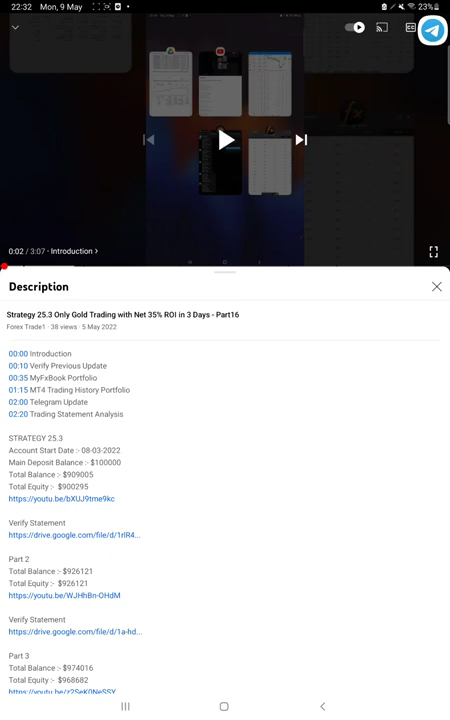 22:32 Mon, 9 May
23%
CC
0:02 / 3:07 · Introduction >
Description
Strategy 25.3 Only Gold Trading with Net 35% ROI in 3 Days - Part16
Forex Trade1 · 38 views · 5 May 2022
00:00 Introduction
00:10 Verify Previous Update
00:35 MyFxBook Portfolio
01:15 MT4 Trading History Portfolio
02:00 Telegram Update
02:20 Trading Statement Analysis
STRATEGY 25.3
Account Start Date :- 08-03-2022
Main Deposit Balance :- $100000
Total Balance :- $909005
Total Equity :- $900295
https://youtu.be/bXUJ9tme9kc
Verify Statement
https://drive.google.com/file/d/1rlR4...
Part 2
Total Balance :- $926121
Total Equity :- $926121
https://youtu.be/WJHhBn-OHdM
Verify Statement
https://drive.google.com/file/d/1a-hd...
Part 3
Total Balance :- $974016
Total Equity :- $968682
https://youtu.be/z2SeK0NeSSY